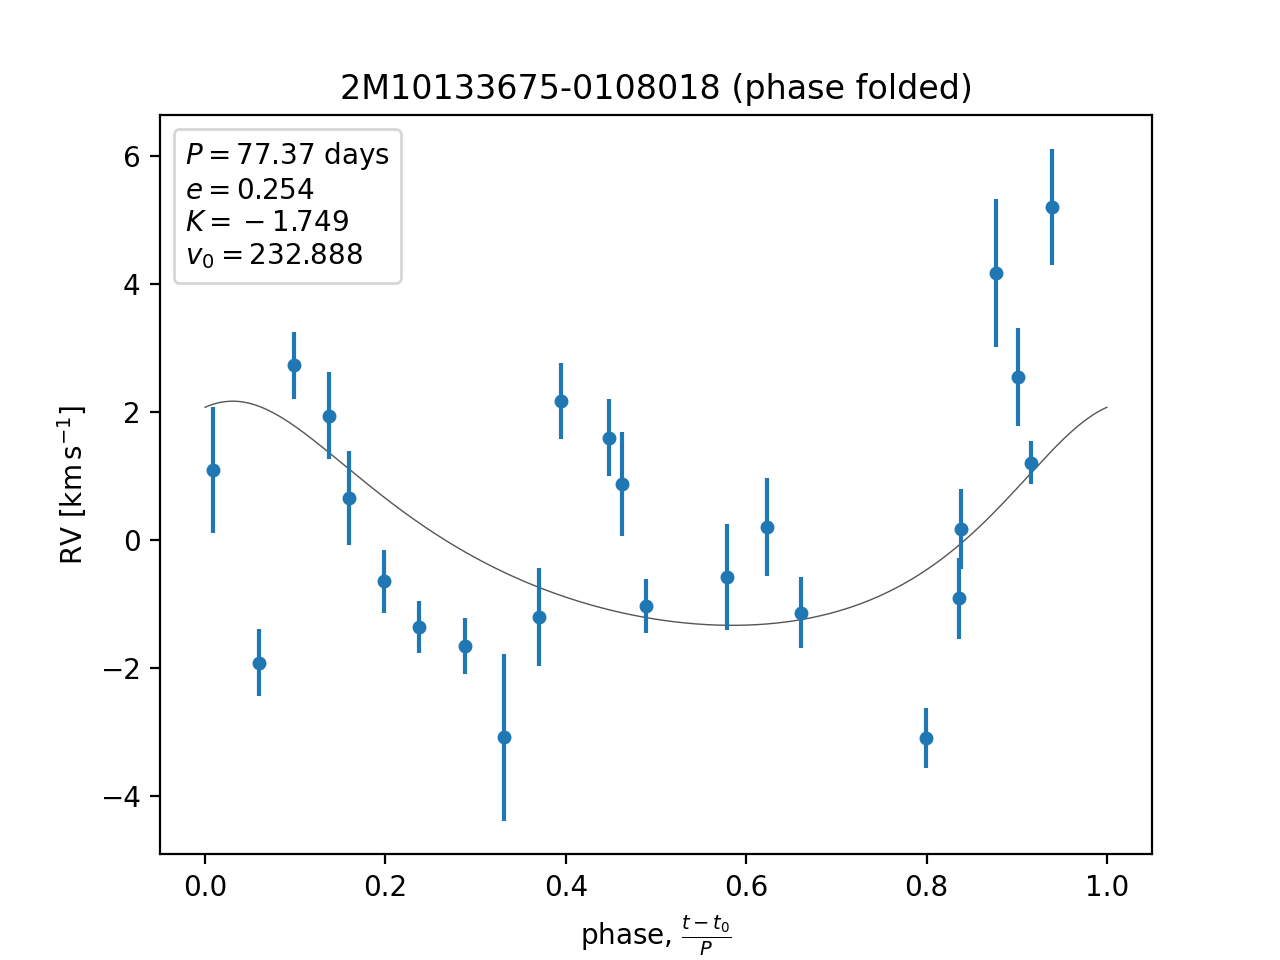 2M10133675-0108018 (phase folded)
P = 77.37 days
e = 0.254
K = −1.749
v₀ = 232.888
6
4
2
0
−2
−4
RV [km s⁻¹]
0.0 0.2 0.4 0.6 0.8 1.0
phase, (t − t₀)/P